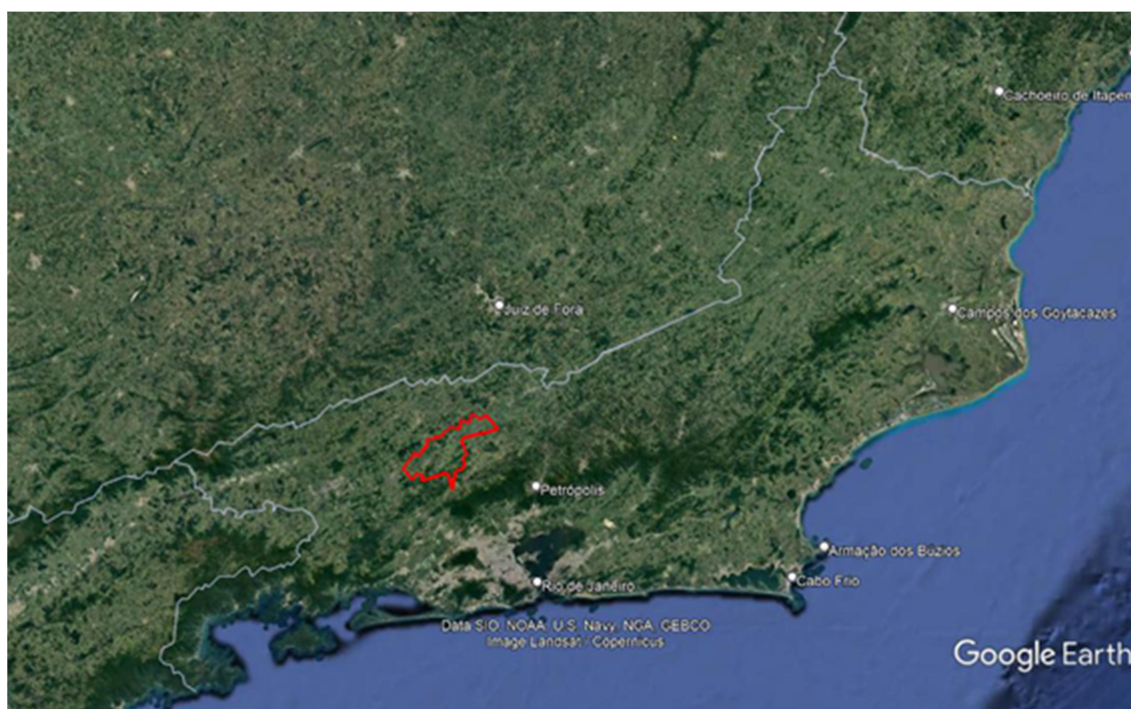 Cachoeiro de Itapem
Juiz de Fora
Campos dos Goytacazes
Petrópolis
Armação dos Búzios
Cabo Frio
Rio de Janeiro
Data SIO, NOAA, U.S. Navy, NGA, GEBCO
Image Landsat / Copernicus
Google Earth